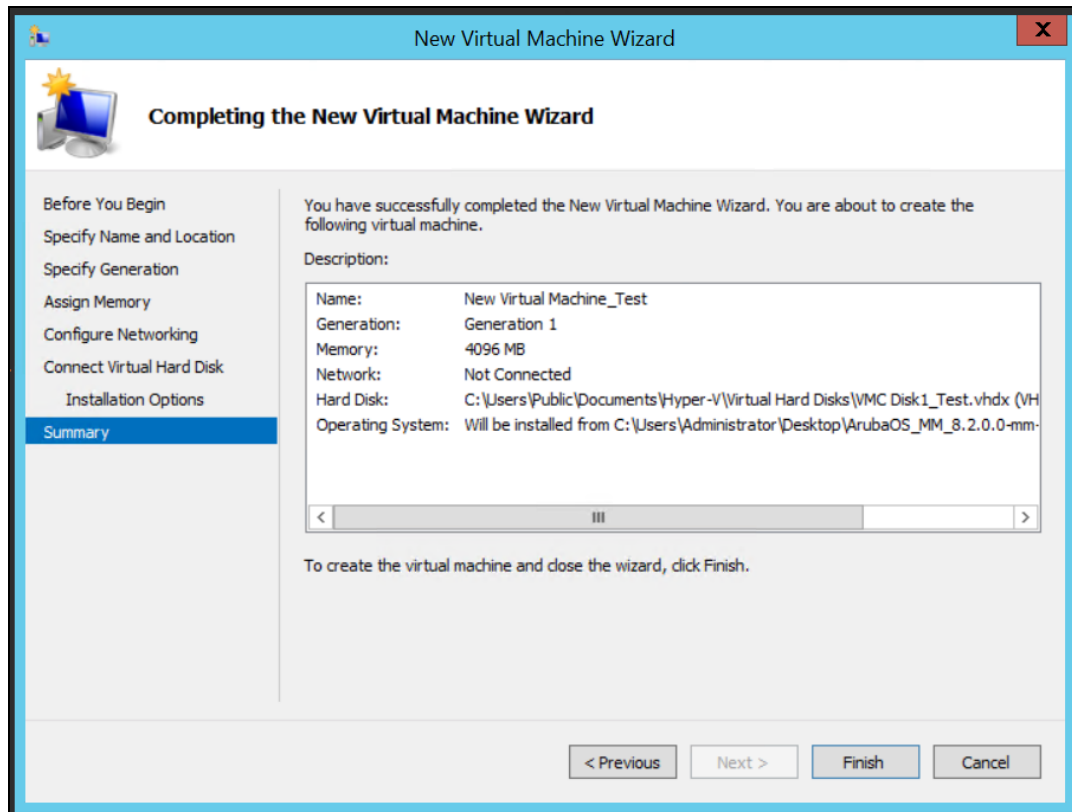 New Virtual Machine Wizard
X
Completing the New Virtual Machine Wizard
Before You Begin
Specify Name and Location
Specify Generation
Assign Memory
Configure Networking
Connect Virtual Hard Disk
Installation Options
Summary
You have successfully completed the New Virtual Machine Wizard. You are about to create the
following virtual machine.
Description:
Name: New Virtual Machine_Test
Generation: Generation 1
Memory: 4096 MB
Network: Not Connected
Hard Disk: C:\Users\Public\Documents\Hyper-V\Virtual Hard Disks\VMC Disk1_Test.vhdx (VH
Operating System: Will be installed from C:\Users\Administrator\Desktop\ArubaOS_MM_8.2.0.0-mm-
To create the virtual machine and close the wizard, click Finish.
< Previous Next > Finish Cancel